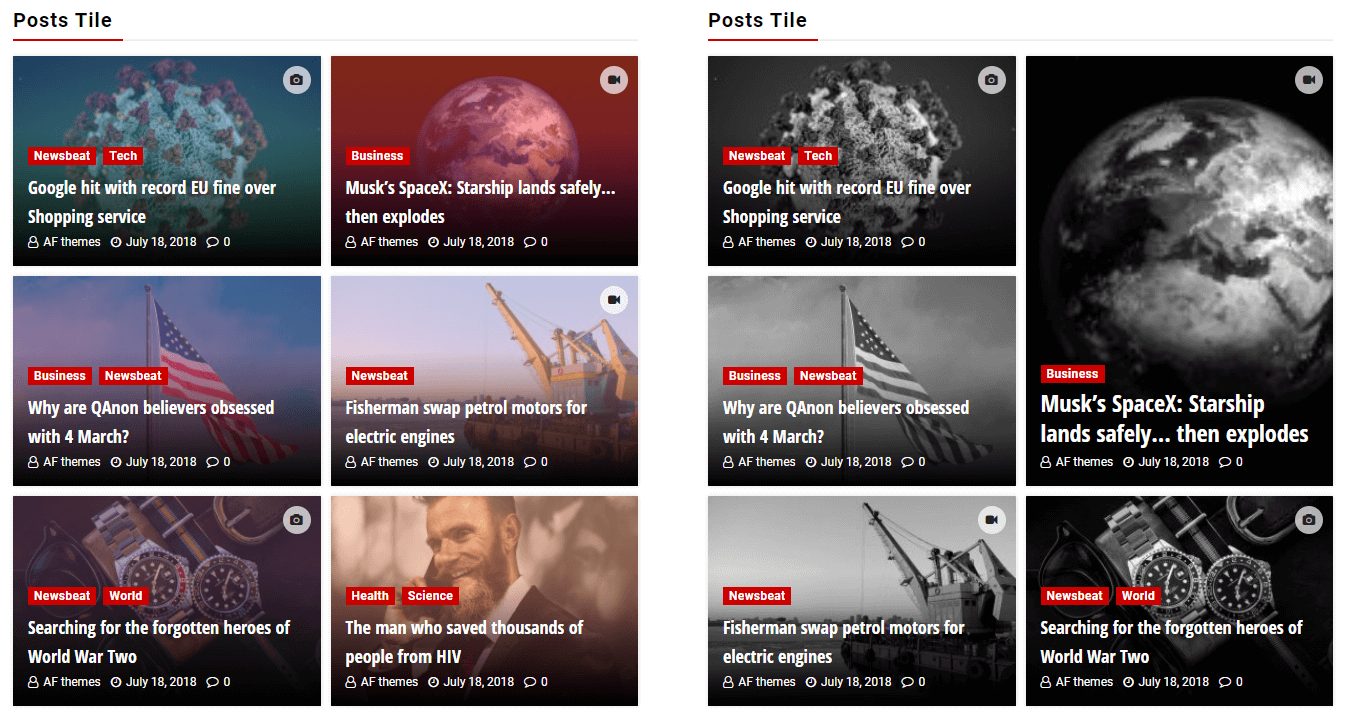 Posts Tile
Newsbeat Tech
Google hit with record EU fine over
Shopping service
AF themes July 18, 2018 0
Business
Musk’s SpaceX: Starship lands safely…
then explodes
AF themes July 18, 2018 0
Business Newsbeat
Why are QAnon believers obsessed
with 4 March?
AF themes July 18, 2018 0
Newsbeat
Fisherman swap petrol motors for
electric engines
AF themes July 18, 2018 0
Newsbeat World
Searching for the forgotten heroes of
World War Two
AF themes July 18, 2018 0
Health Science
The man who saved thousands of
people from HIV
AF themes July 18, 2018 0
Posts Tile
Newsbeat Tech
Google hit with record EU fine over
Shopping service
AF themes July 18, 2018 0
Business
Musk’s SpaceX: Starship
lands safely… then explodes
AF themes July 18, 2018 0
Business Newsbeat
Why are QAnon believers obsessed
with 4 March?
AF themes July 18, 2018 0
Newsbeat
Fisherman swap petrol motors for
electric engines
AF themes July 18, 2018 0
Newsbeat World
Searching for the forgotten heroes of
World War Two
AF themes July 18, 2018 0